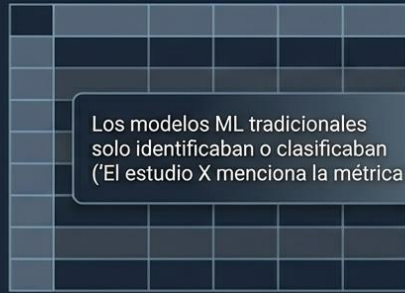 Los modelos ML tradicionales
solo identificaban o clasificaban
(‘El estudio X menciona la métrica